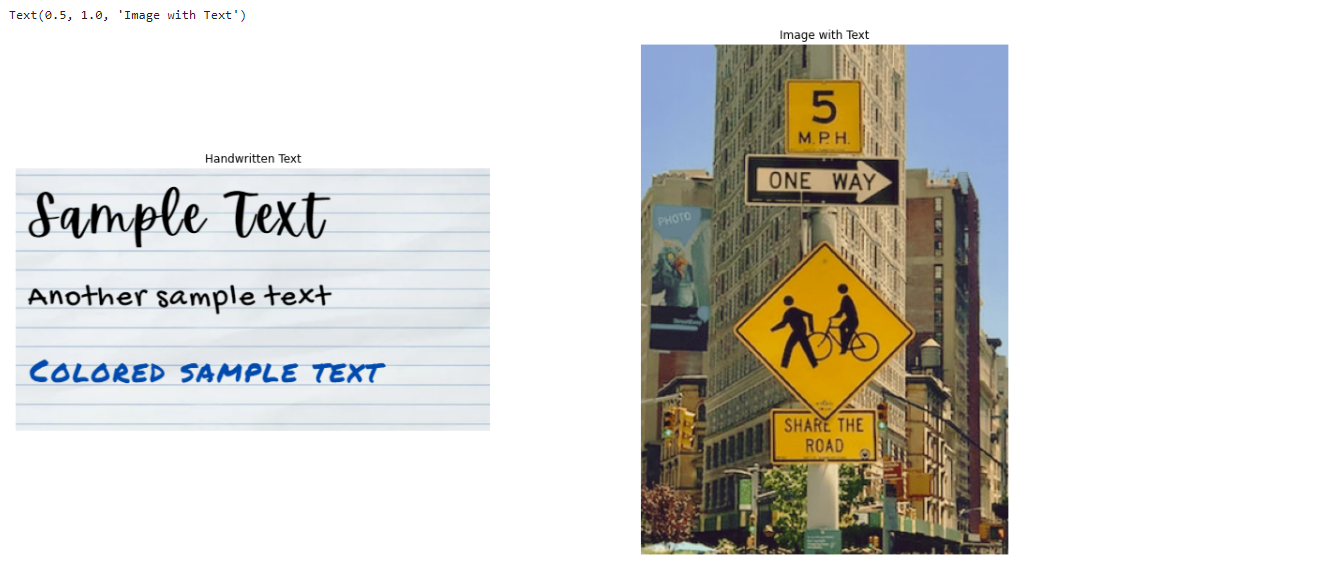 Text(0.5, 1.0, 'Image with Text')
Handwritten Text
Sample Text
Another sample text
COLORED SAMPLE TEXT
Image with Text
5
M.P.H.
ONE WAY
PHOTO
SHARE THE
ROAD